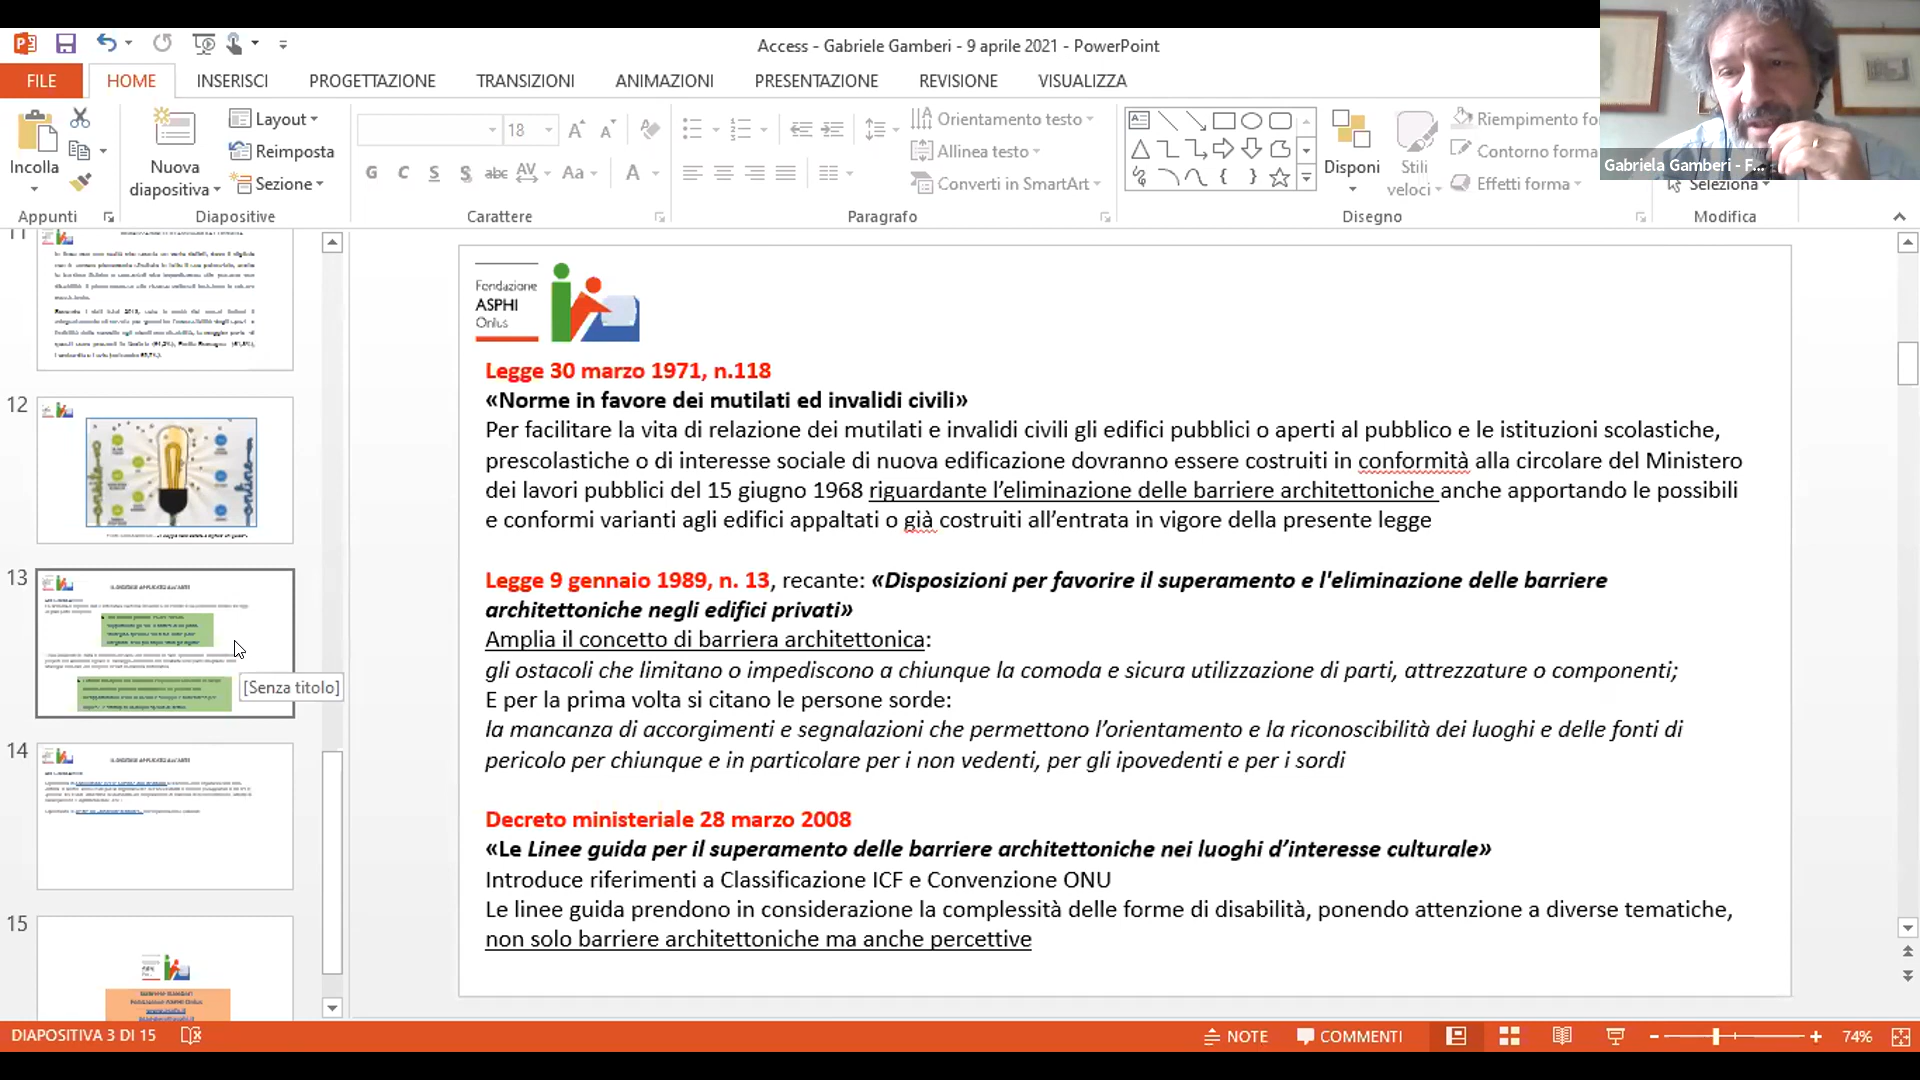 Access - Gabriele Gamberi - 9 aprile 2021 - PowerPoint
FILE HOME INSERISCI PROGETTAZIONE TRANSIZIONI ANIMAZIONI PRESENTAZIONE REVISIONE VISUALIZZA
Incolla
Nuova
diapositiva
Layout
Reimposta
Sezione
18
G C S S abc AV Aa A
Orientamento testo
Allinea testo
Converti in SmartArt
Disponi
Stili
veloci
Riempimento fo
Contorno forma
Effetti forma
Seleziona
Gabriela Gamberi - F...
Appunti Diapositive Carattere Paragrafo Disegno Modifica
11
12
13
[Senza titolo]
14
15
Fondazione
ASPHI
Onlus
Legge 30 marzo 1971, n.118
«Norme in favore dei mutilati ed invalidi civili»
Per facilitare la vita di relazione dei mutilati e invalidi civili gli edifici pubblici o aperti al pubblico e le istituzioni scolastiche,
prescolastiche o di interesse sociale di nuova edificazione dovranno essere costruiti in conformità alla circolare del Ministero
dei lavori pubblici del 15 giugno 1968 riguardante l’eliminazione delle barriere architettoniche anche apportando le possibili
e conformi varianti agli edifici appaltati o già costruiti all’entrata in vigore della presente legge
Legge 9 gennaio 1989, n. 13, recante: «Disposizioni per favorire il superamento e l'eliminazione delle barriere
architettoniche negli edifici privati»
Amplia il concetto di barriera architettonica:
gli ostacoli che limitano o impediscono a chiunque la comoda e sicura utilizzazione di parti, attrezzature o componenti;
E per la prima volta si citano le persone sorde:
la mancanza di accorgimenti e segnalazioni che permettono l’orientamento e la riconoscibilità dei luoghi e delle fonti di
pericolo per chiunque e in particolare per i non vedenti, per gli ipovedenti e per i sordi
Decreto ministeriale 28 marzo 2008
«Le Linee guida per il superamento delle barriere architettoniche nei luoghi d’interesse culturale»
Introduce riferimenti a Classificazione ICF e Convenzione ONU
Le linee guida prendono in considerazione la complessità delle forme di disabilità, ponendo attenzione a diverse tematiche,
non solo barriere architettoniche ma anche percettive
DIAPOSITIVA 3 DI 15 NOTE COMMENTI 74%